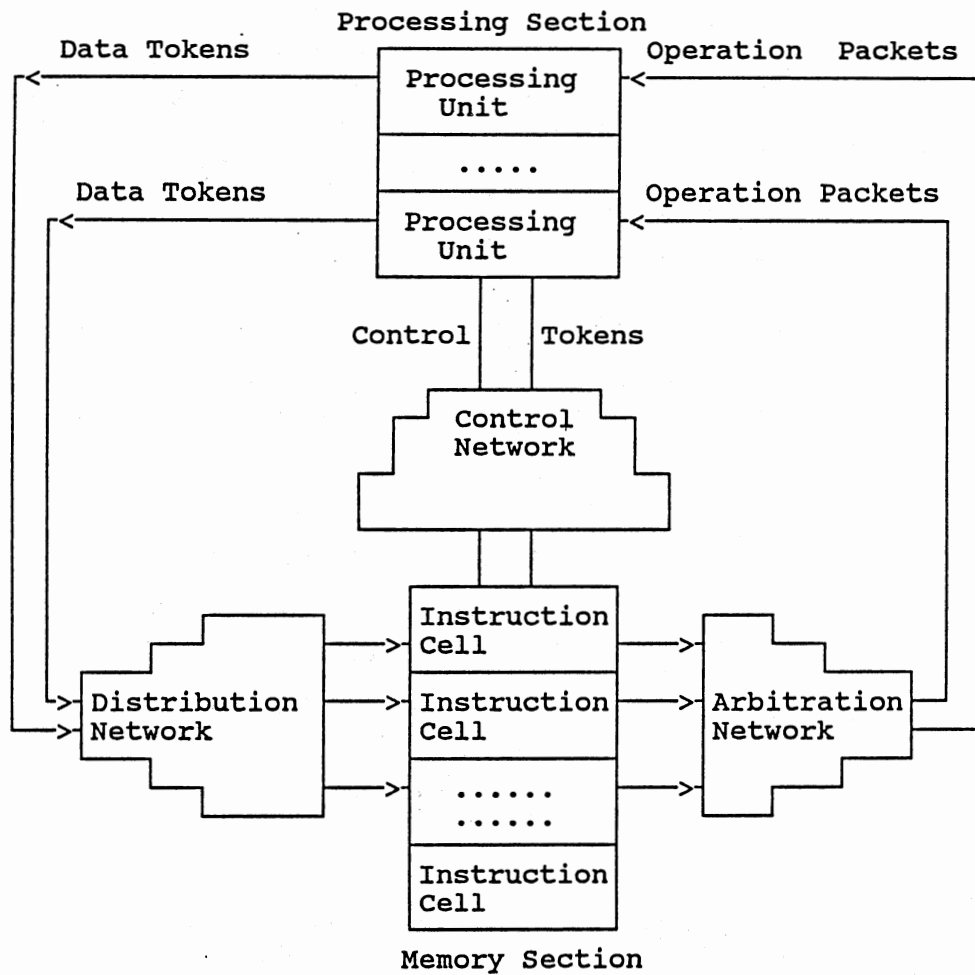 Processing Section
Data Tokens
Operation Packets
Processing
Unit
.....
Data Tokens
Operation Packets
Processing
Unit
Control Tokens
Control
Network
Instruction
Cell
Distribution
Network
Instruction
Cell
Arbitration
Network
......
......
Instruction
Cell
Memory Section